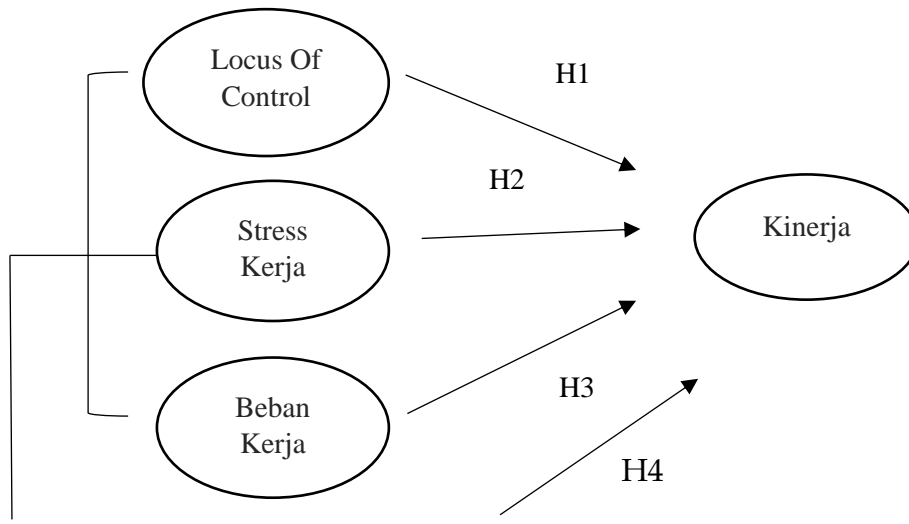 Locus Of
Control
H1
H2
Stress
Kerja
Kinerja
Beban
Kerja
H3
H4